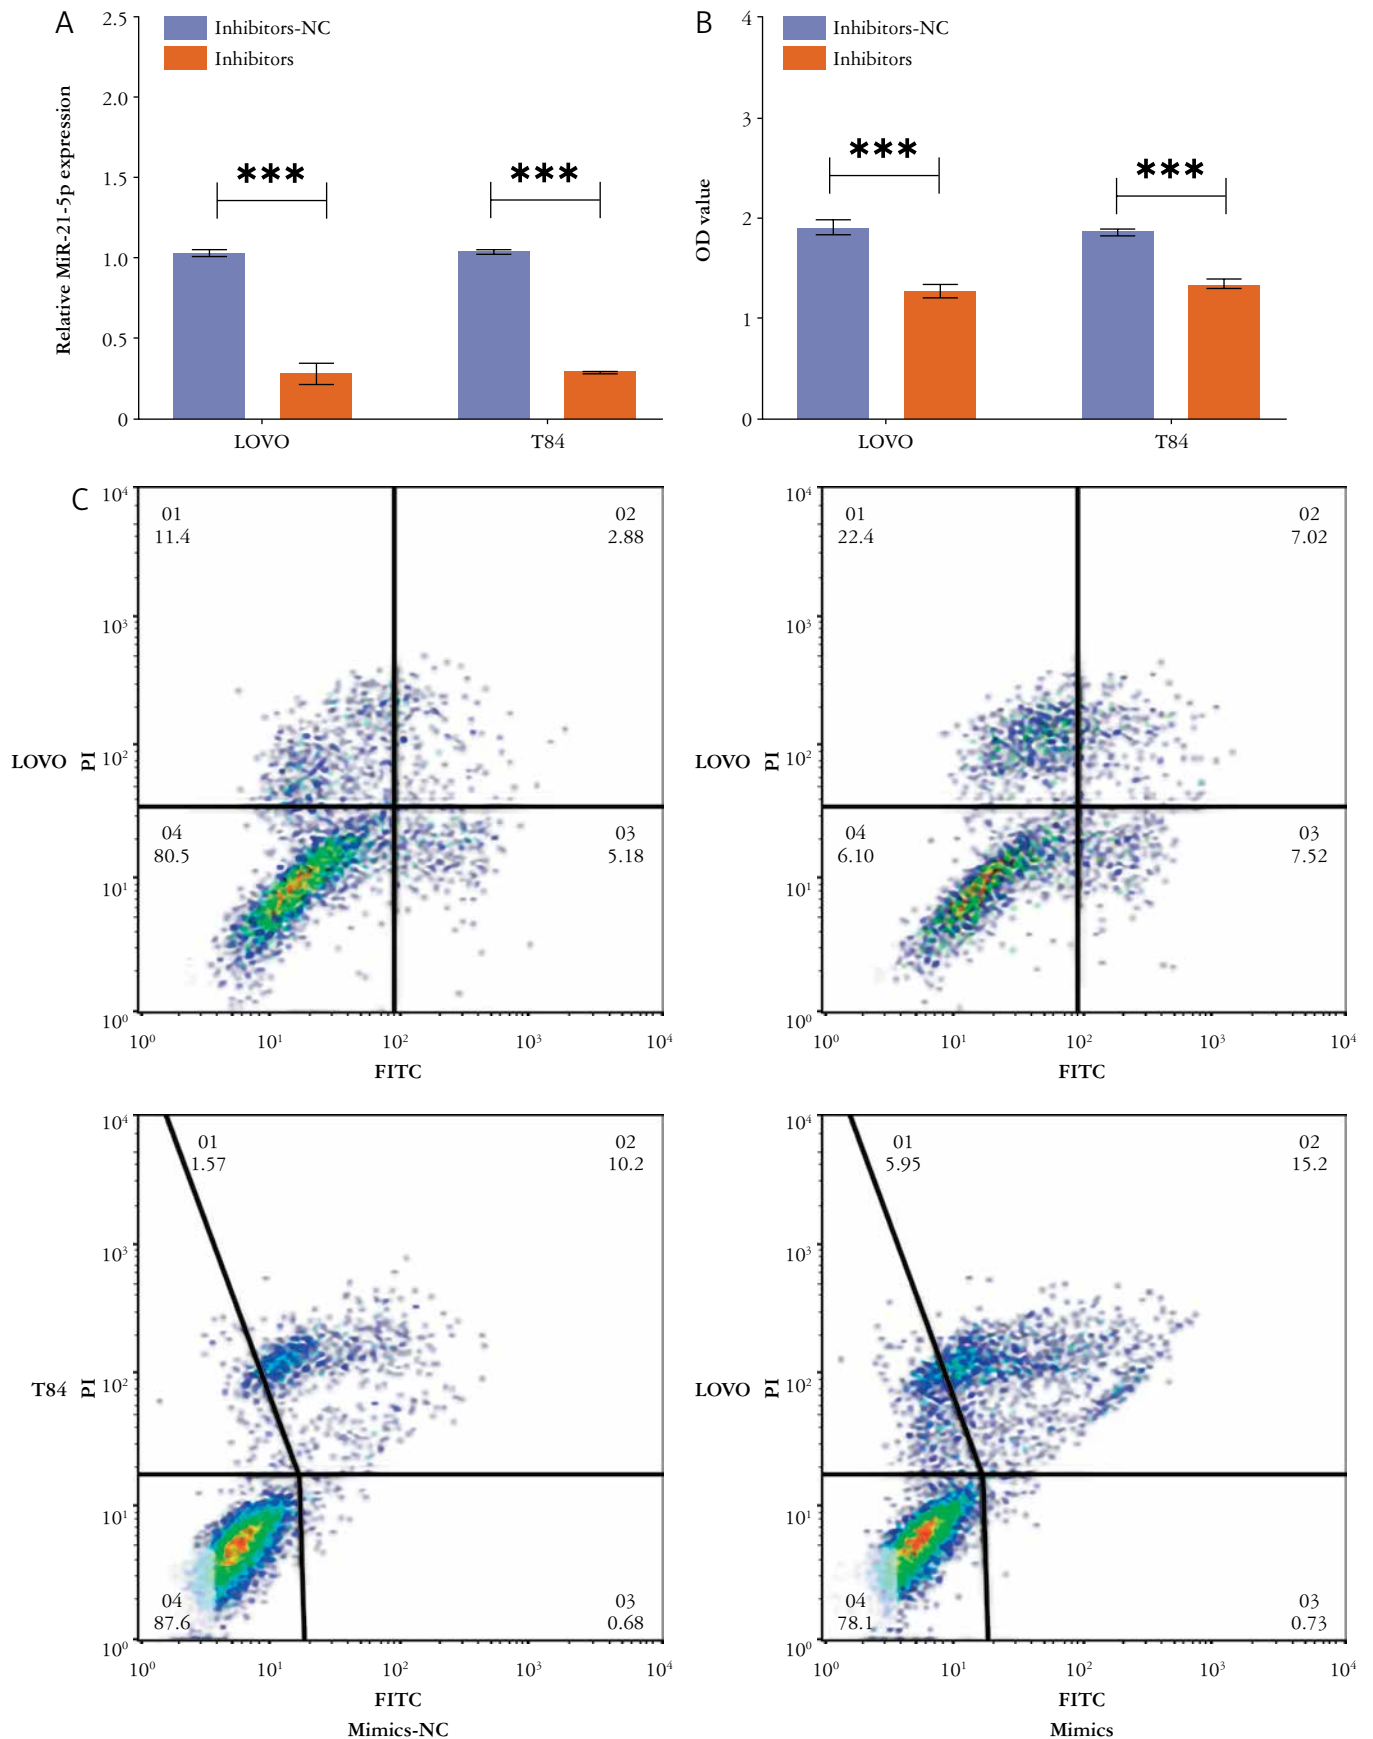 A
Inhibitors-NC
Inhibitors
Relative MiR-21-5p expression
2.5
2.0
1.5
1.0
0.5
0
***
***
LOVO
T84
B
Inhibitors-NC
Inhibitors
OD value
4
3
2
1
0
***
***
LOVO
T84
C
LOVO
PI
10⁴
10³
10²
10¹
10⁰
01
11.4
02
2.88
04
80.5
03
5.18
10⁰ 10¹ 10² 10³ 10⁴
FITC
LOVO
PI
10⁴
10³
10²
10¹
10⁰
01
22.4
02
7.02
04
6.10
03
7.52
10⁰ 10¹ 10² 10³ 10⁴
FITC
T84
PI
10⁴
10³
10²
10¹
10⁰
01
1.57
02
10.2
04
87.6
03
0.68
10⁰ 10¹ 10² 10³ 10⁴
FITC
Mimics-NC
LOVO
PI
10⁴
10³
10²
10¹
10⁰
01
5.95
02
15.2
04
78.1
03
0.73
10⁰ 10¹ 10² 10³ 10⁴
FITC
Mimics